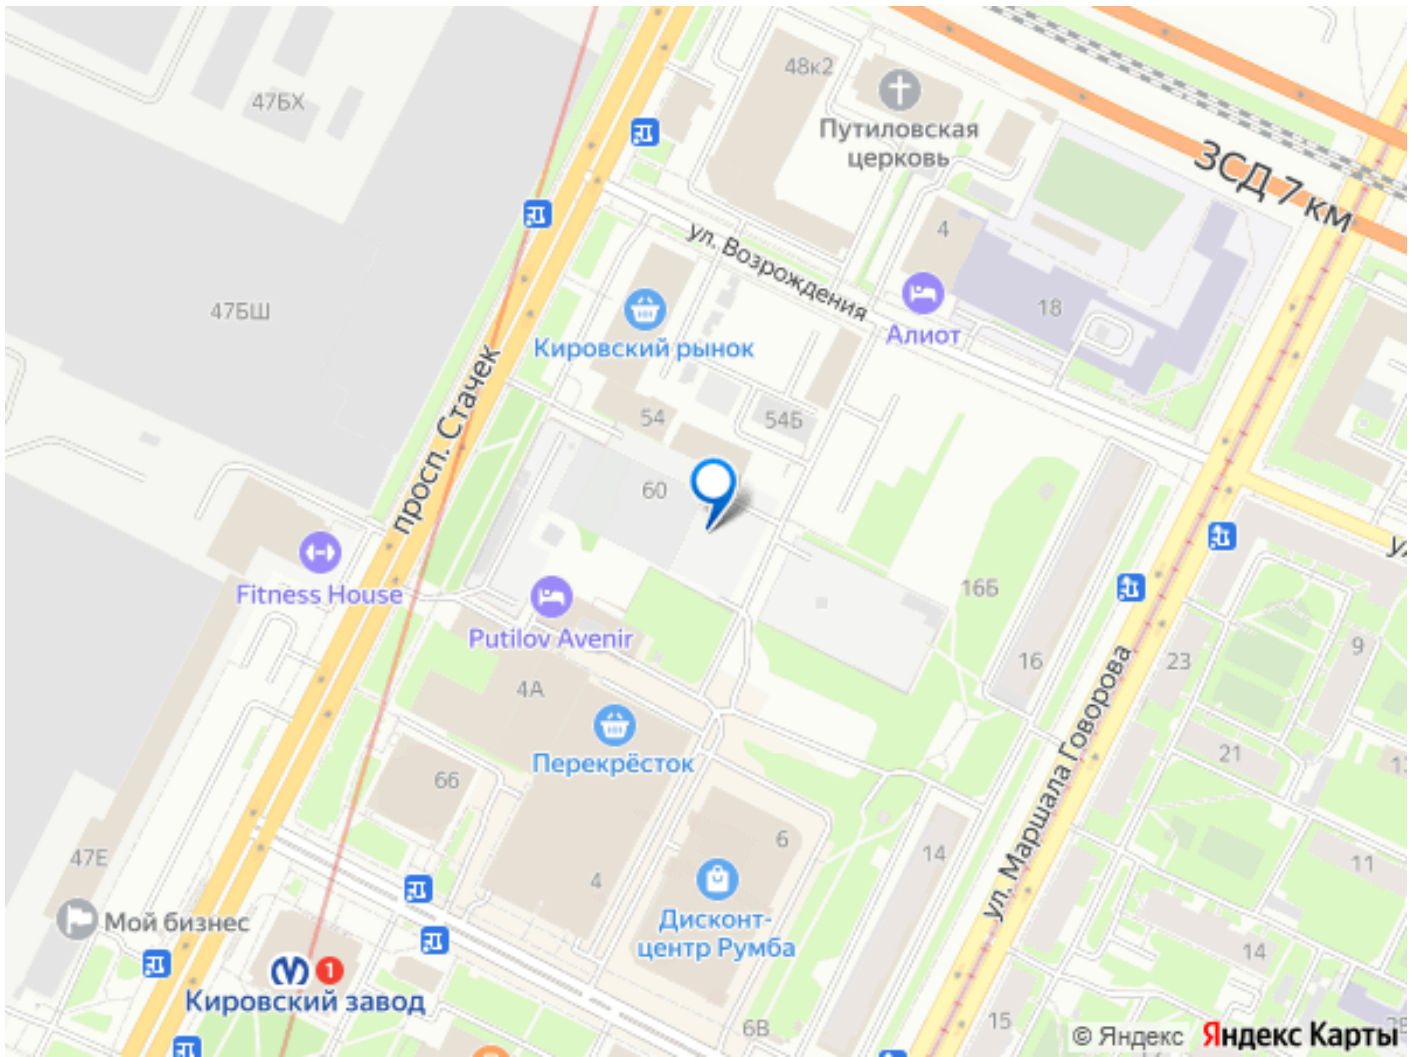 47БХ
48к2
Путиловская
церковь
ЗСД 7 км
4
ул. Возрождения
18
47БШ
Алиот
Кировский рынок
просп. Стачек
54
54Б
60
Fitness House
16Б
Putilov Avenir
9
16
23
4А
ул. Маршала Говорова
21
Перекрёсток
66
6
47Е
14
11
4
Дисконт-
центр Румба
Мой бизнес
14
1
Кировский завод
6В
15
© Яндекс Яндекс Карты